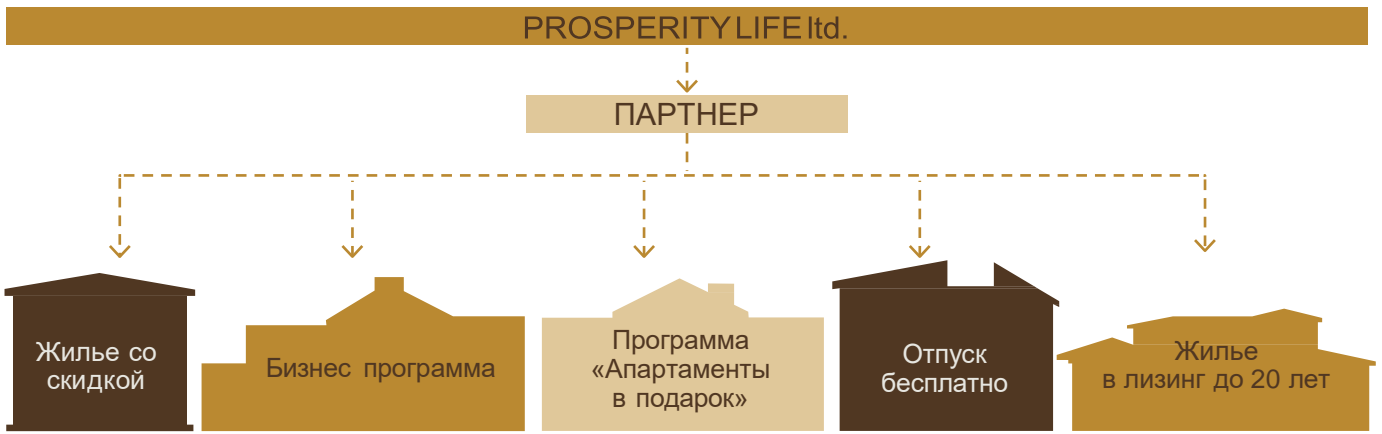 PROSPERITY LIFE ltd.
ПАРТНЕР
Жилье со
скидкой
Бизнес программа
Программа
«Апартаменты
в подарок»
Отпуск
бесплатно
Жилье
в лизинг до 20 лет